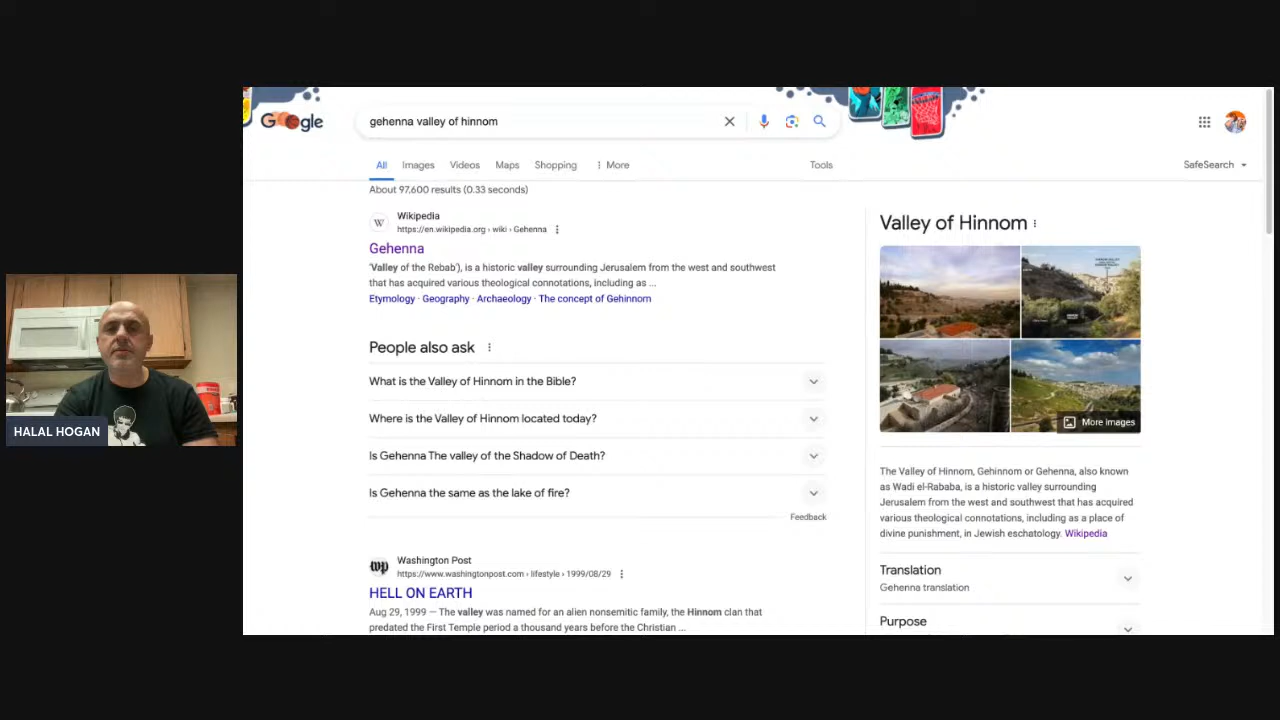 Google
gehenna valley of hinnom
All Images Videos Maps Shopping More Tools SafeSearch
About 97,600 results (0.33 seconds)
W
Wikipedia
https://en.wikipedia.org › wiki › Gehenna
Gehenna
'Valley of the Rebab'), is a historic valley surrounding Jerusalem from the west and southwest
that has acquired various theological connotations, including as ...
Etymology · Geography · Archaeology · The concept of Gehinnom
People also ask
What is the Valley of Hinnom in the Bible?
Where is the Valley of Hinnom located today?
Is Gehenna The valley of the Shadow of Death?
Is Gehenna the same as the lake of fire?
Feedback
wp
Washington Post
https://www.washingtonpost.com › lifestyle › 1999/08/29
HELL ON EARTH
Aug 29, 1999 — The valley was named for an alien nonsemitic family, the Hinnom clan that
predated the First Temple period a thousand years before the Christian ...
Valley of Hinnom
More images
The Valley of Hinnom, Gehinnom or Gehenna, also known
as Wadi el-Rababa, is a historic valley surrounding
Jerusalem from the west and southwest that has acquired
various theological connotations, including as a place of
divine punishment, in Jewish eschatology. Wikipedia
Translation
Gehenna translation
Purpose
HALAL HOGAN